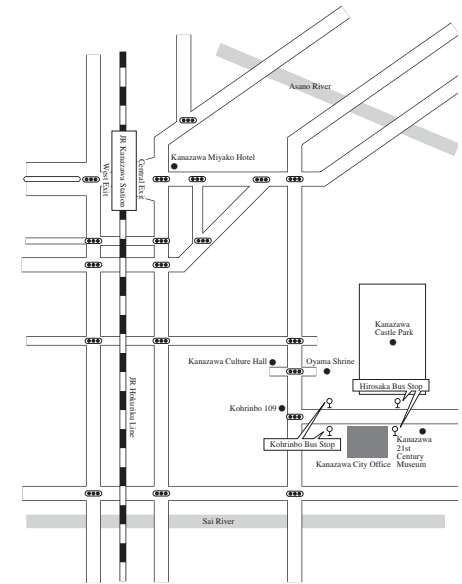 Asano River
Kanazawa Miyako Hotel
JR Kanazawa Station
Central Exit
West Exit
Kanazawa
Castle Park
Kanazawa Culture Hall
Oyama Shrine
JR Hokuriku Line
Hirosaka Bus Stop
Kohrinbo 109
Kohrinbo Bus Stop
Kanazawa
21st
Century
Museum
Kanazawa City Office
Sai River